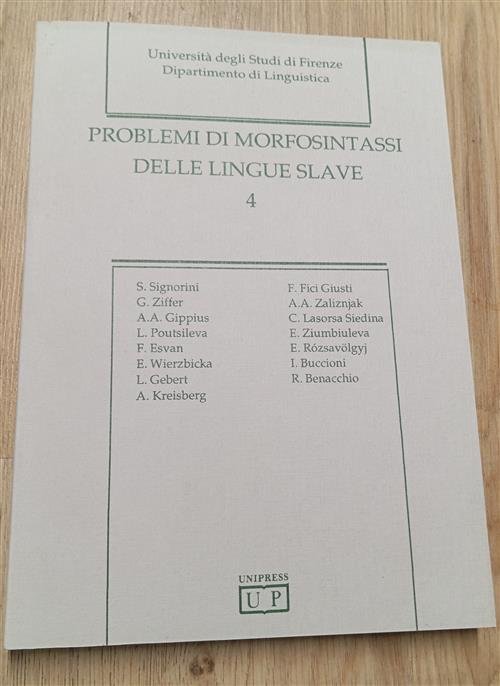 Università degli Studi di Firenze
Dipartimento di Linguistica
PROBLEMI DI MORFOSINTASSI
DELLE LINGUE SLAVE
4
S. Signorini
G. Ziffer
A.A. Gippius
L. Poutsileva
F. Esvan
E. Wierzbicka
L. Gebert
A. Kreisberg
F. Fici Giusti
A.A. Zaliznjak
C. Lasorsa Siedina
E. Ziumbiuleva
E. Rózsavölgyj
I. Buccioni
R. Benacchio
UNIPRESS
U P